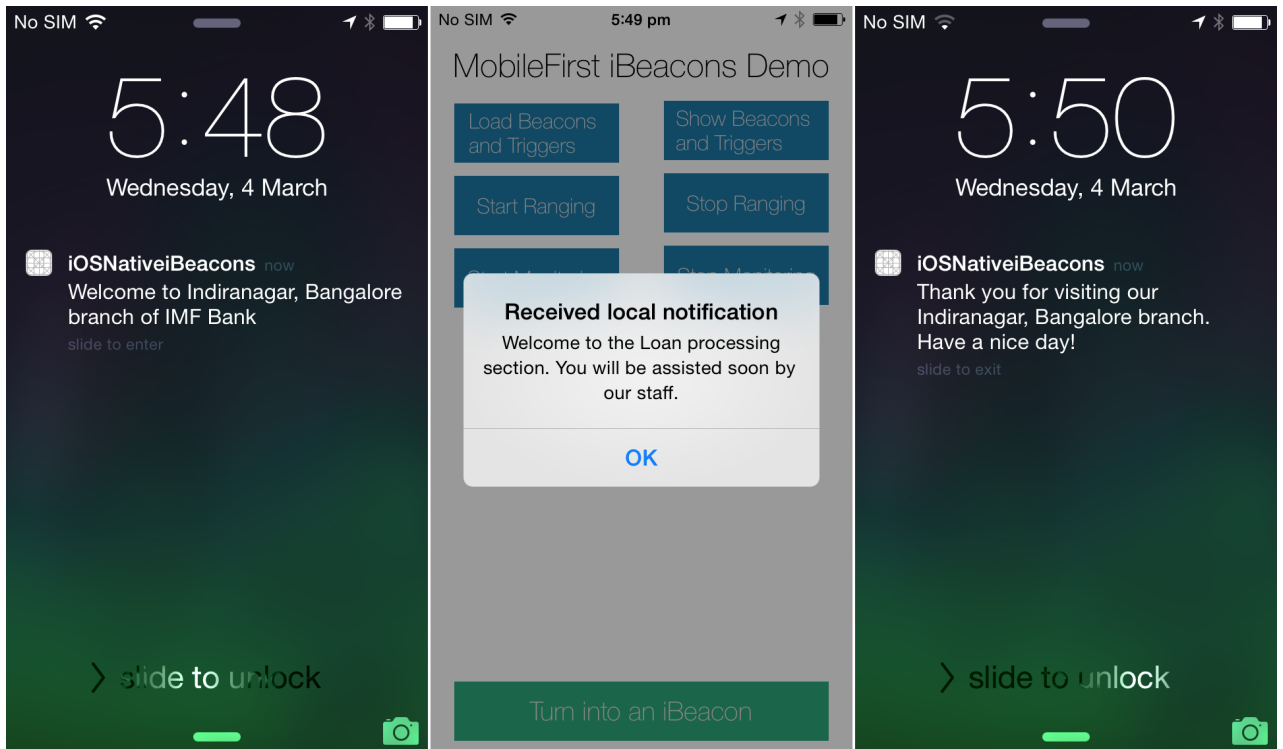 No SIM
5:48
Wednesday, 4 March
iOSNativeiBeacons now
Welcome to Indiranagar, Bangalore
branch of IMF Bank
slide to enter
slide to unlock
No SIM 5:49 pm
MobileFirst iBeacons Demo
Load Beacons
and Triggers
Show Beacons
and Triggers
Start Ranging
Stop Ranging
Start Monitoring
Stop Monitoring
Received local notification
Welcome to the Loan processing
section. You will be assisted soon by
our staff.
OK
Turn into an iBeacon
No SIM
5:50
Wednesday, 4 March
iOSNativeiBeacons now
Thank you for visiting our
Indiranagar, Bangalore branch.
Have a nice day!
slide to exit
slide to unlock